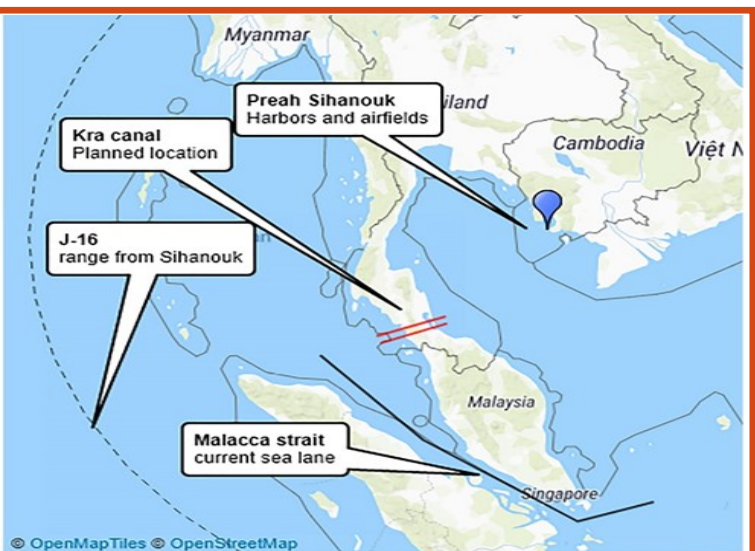 Myanmar
Preah Sihanouk
Harbors and airfields
iland
Kra canal
Planned location
Cambodia
Việt N
J-16
range from Sihanouk
an
Malaysia
Malacca strait
current sea lane
Singapore
© OpenMapTiles © OpenStreetMap